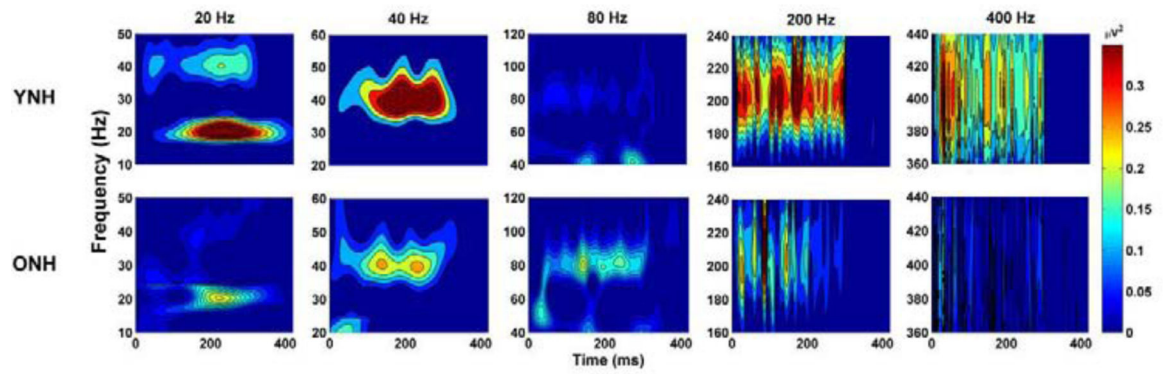 20 Hz 40 Hz 80 Hz 200 Hz 400 Hz
YNH
ONH
Frequency (Hz)
50 60 120 240 440
40 50 100 220 420
30 40 80 200 400
20 30 60 180 380
10 20 40 160 360
50 60 120 240 440
40 50 100 220 420
30 40 80 200 400
20 30 60 180 380
10 20 40 160 360
0 200 400 0 200 400 0 200 400 0 200 400 0 200 400
Time (ms)
μV²
0.3
0.25
0.2
0.15
0.1
0.05
0